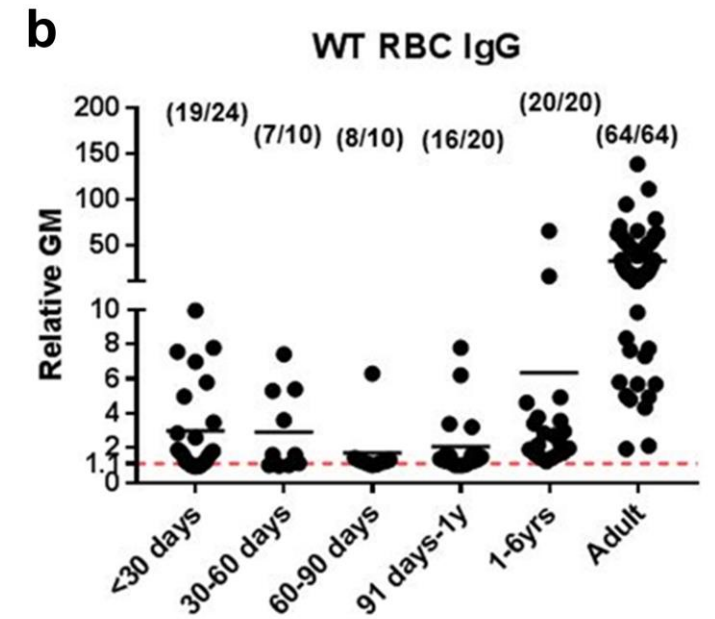 b
WT RBC IgG
Relative GM
200
150
100
50
10
8
6
4
2
1.1
0
(19/24)
(7/10)
(8/10)
(16/20)
(20/20)
(64/64)
<30 days
30-60 days
60-90 days
91 days-1y
1-6yrs
Adult